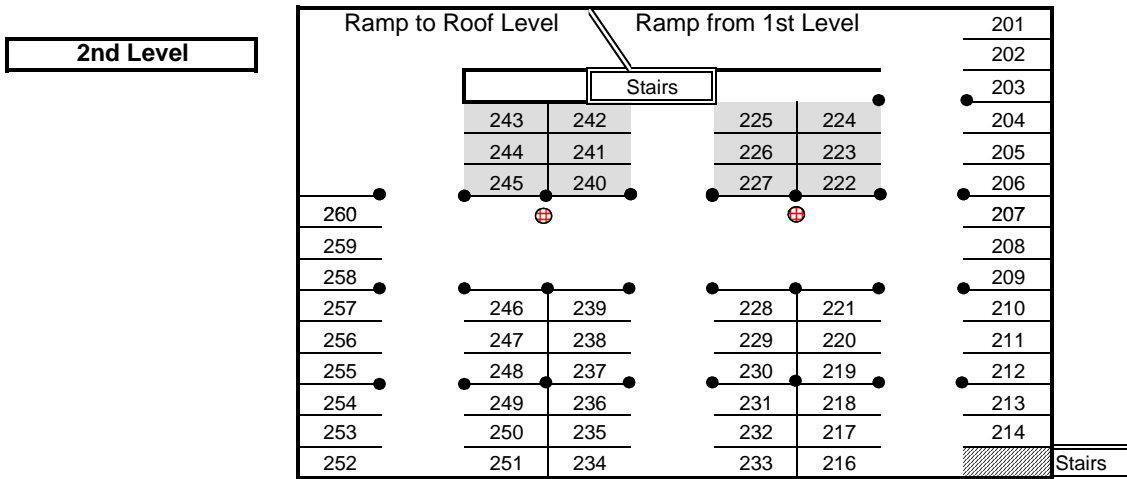 Ramp to Roof Level Ramp from 1st Level 201
2nd Level 202
Stairs 203
243 242 225 224 204
244 241 226 223 205
245 240 227 222 206
260 207
259 208
258 209
257 246 239 228 221 210
256 247 238 229 220 211
255 248 237 230 219 212
254 249 236 231 218 213
253 250 235 232 217 214
252 251 234 233 216 Stairs